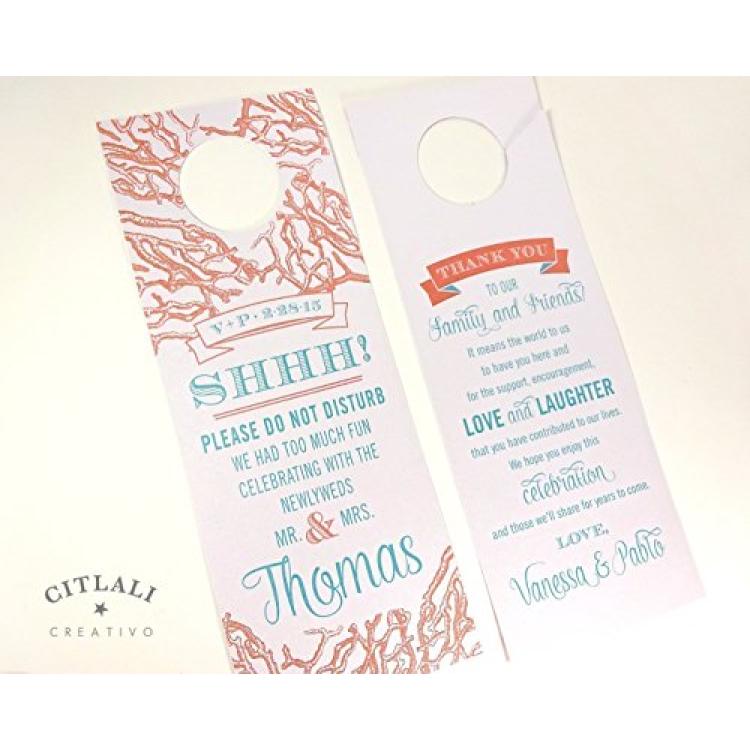 V+P • 2-28-15
SHHH!
PLEASE DO NOT DISTURB
WE HAD TOO MUCH FUN
CELEBRATING WITH THE
NEWLYWEDS
MR. & MRS.
Thomas
THANK YOU
TO OUR
Family and Friends!
It means the world to us
to have you here and
for the support, encouragement,
LOVE and LAUGHTER
that you have contributed to our lives.
We hope you enjoy this
celebration
and those we'll share for years to come.
LOVE,
Vanessa & Pablo
CITLALI
CREATIVO